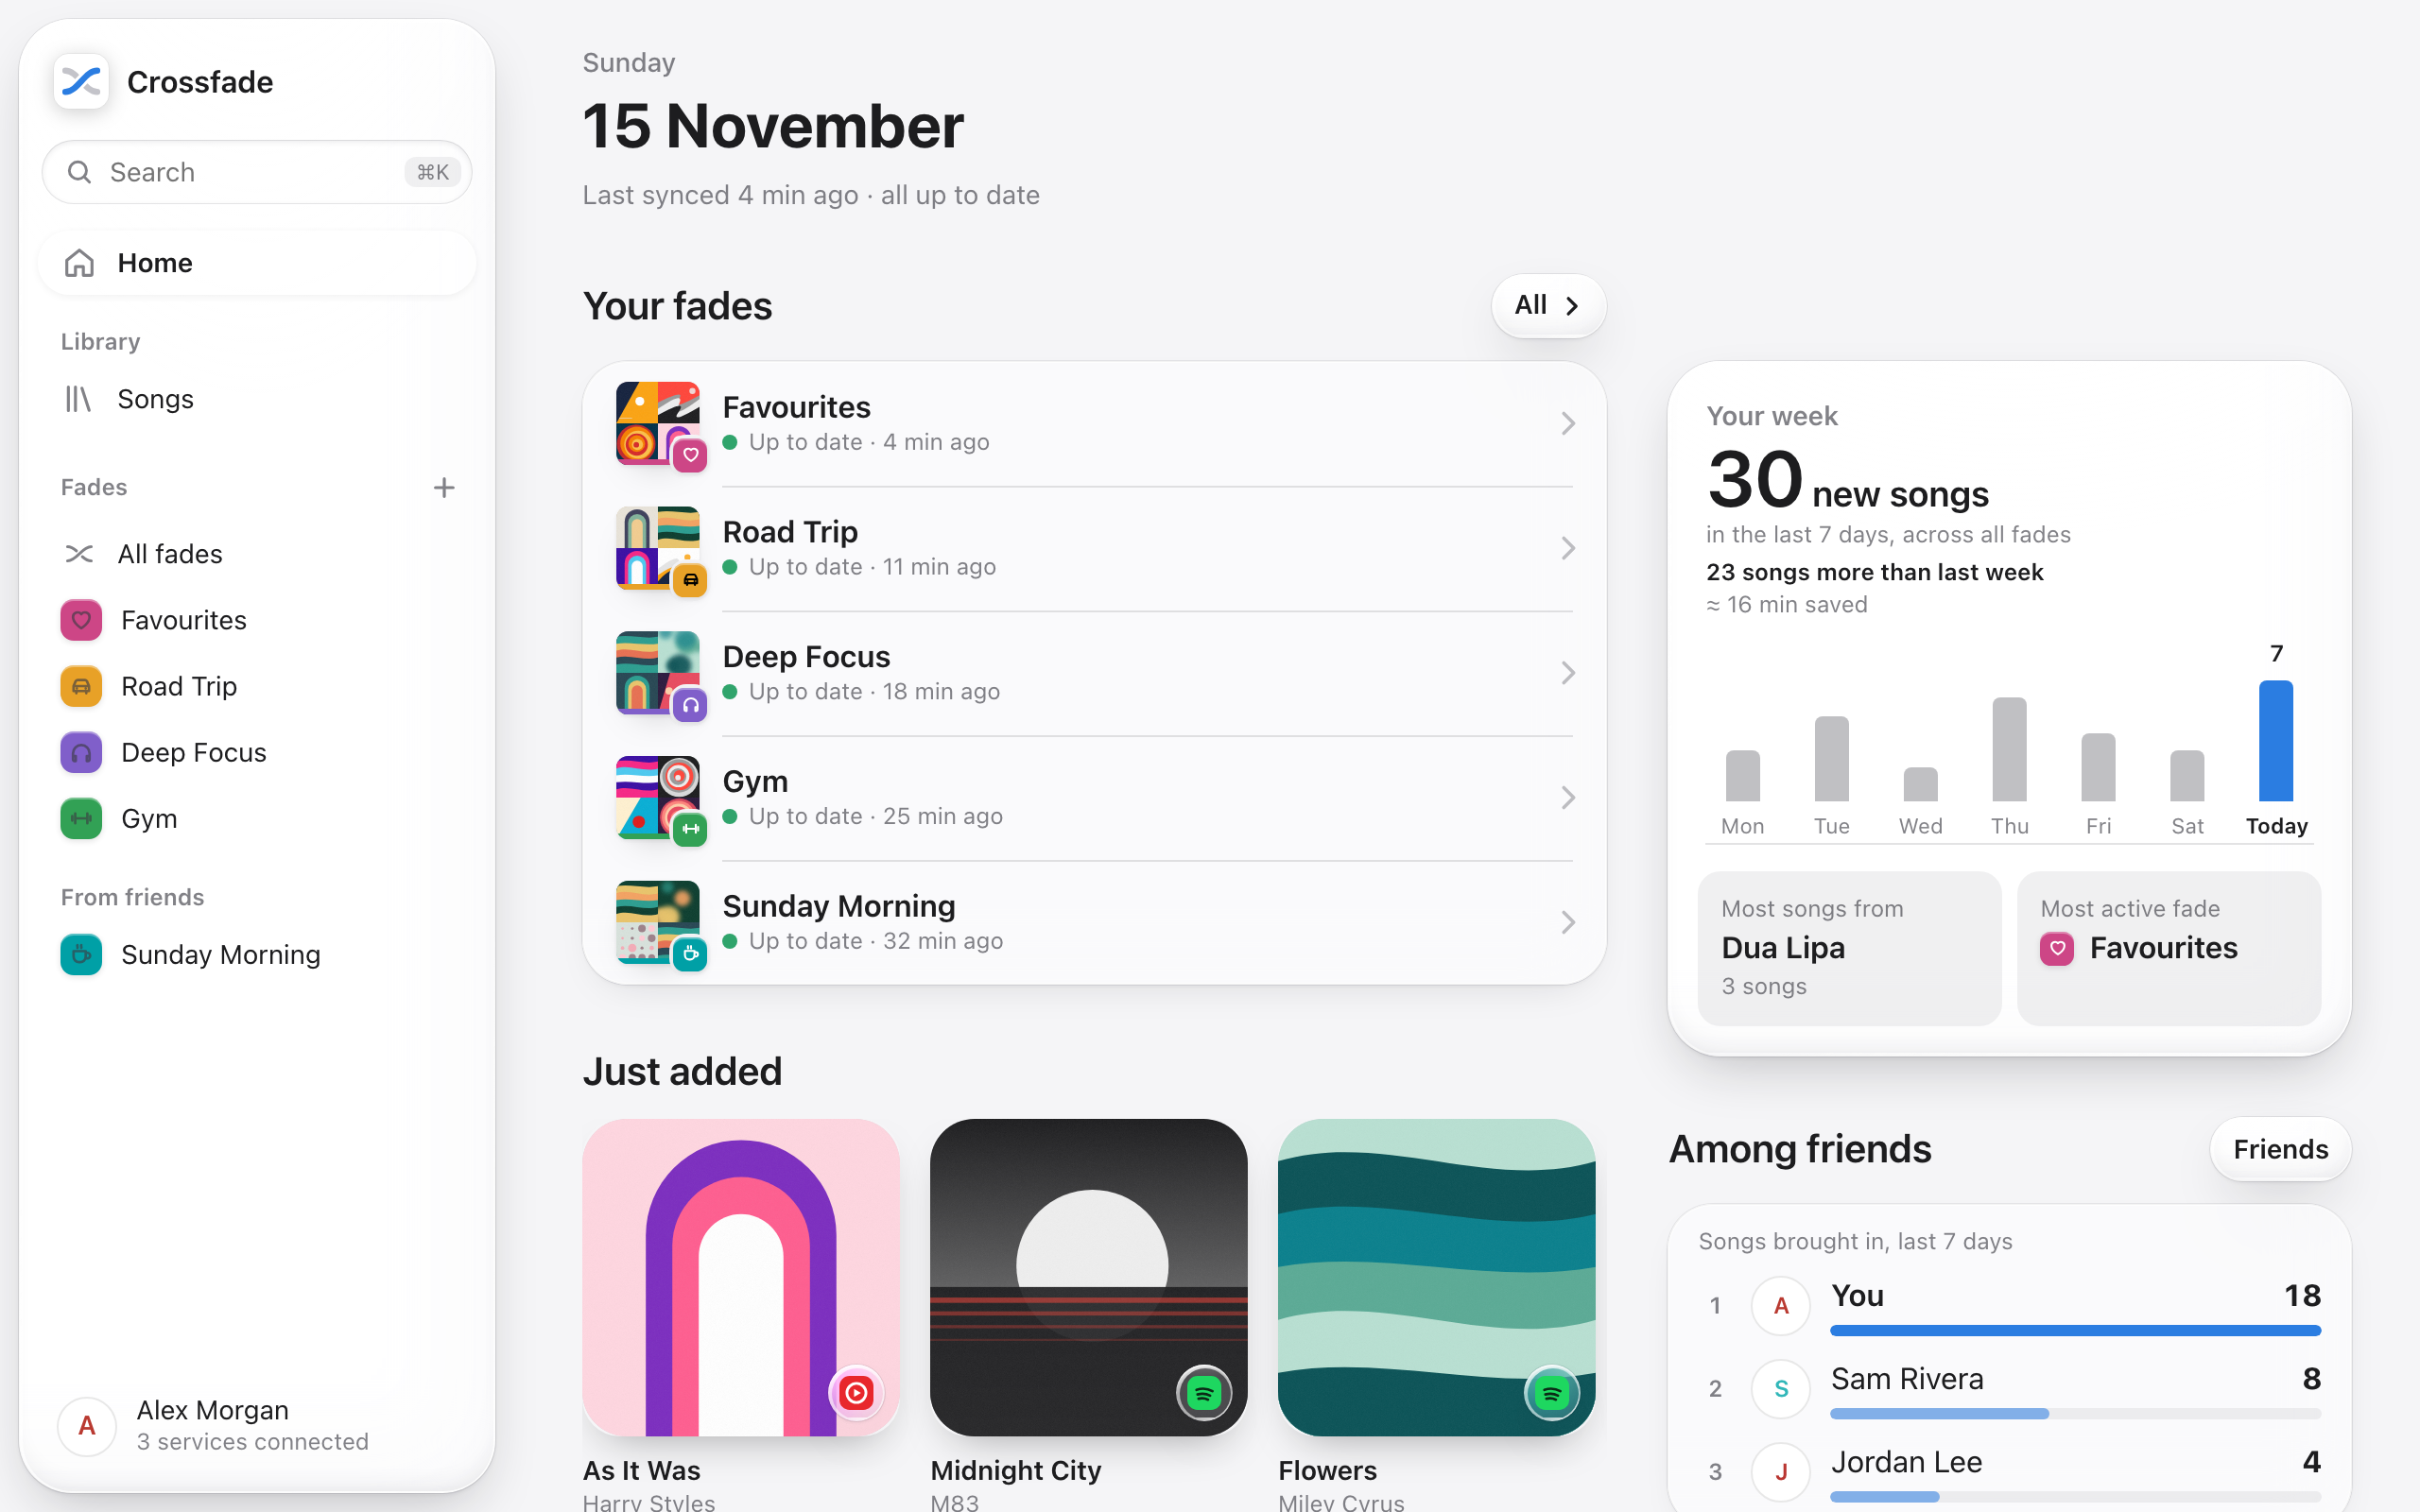 Crossfade
Search
⌘K
Home
Library
Songs
Fades
All fades
Favourites
Road Trip
Deep Focus
Gym
From friends
Sunday Morning
A
Alex Morgan
3 services connected
Sunday
15 November
Last synced 4 min ago · all up to date
Your fades
All
Favourites
Up to date · 4 min ago
Road Trip
Up to date · 11 min ago
Deep Focus
Up to date · 18 min ago
Gym
Up to date · 25 min ago
Sunday Morning
Up to date · 32 min ago
Just added
As It Was
Harry Styles
Midnight City
M83
Flowers
Miley Cyrus
Your week
30 new songs
in the last 7 days, across all fades
23 songs more than last week
≈ 16 min saved
7
Mon Tue Wed Thu Fri Sat Today
Most songs from
Dua Lipa
3 songs
Most active fade
Favourites
Among friends
Friends
Songs brought in, last 7 days
1 A You 18
2 S Sam Rivera 8
3 J Jordan Lee 4